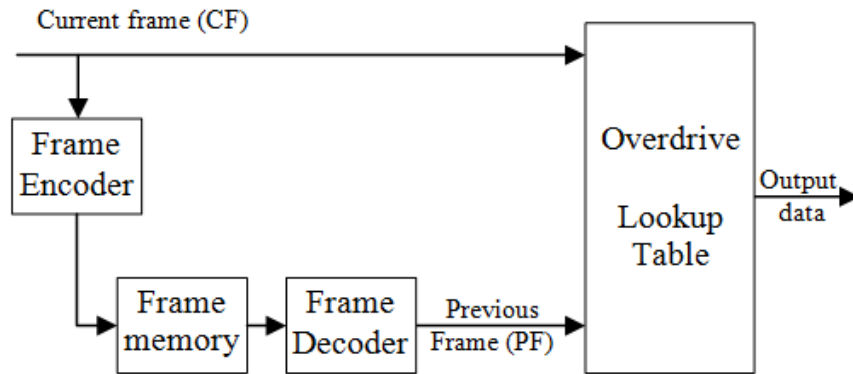 Current frame (CF)
Frame
Encoder
Frame
memory
Frame
Decoder
Previous
Frame (PF)
Overdrive
Lookup
Table
Output
data